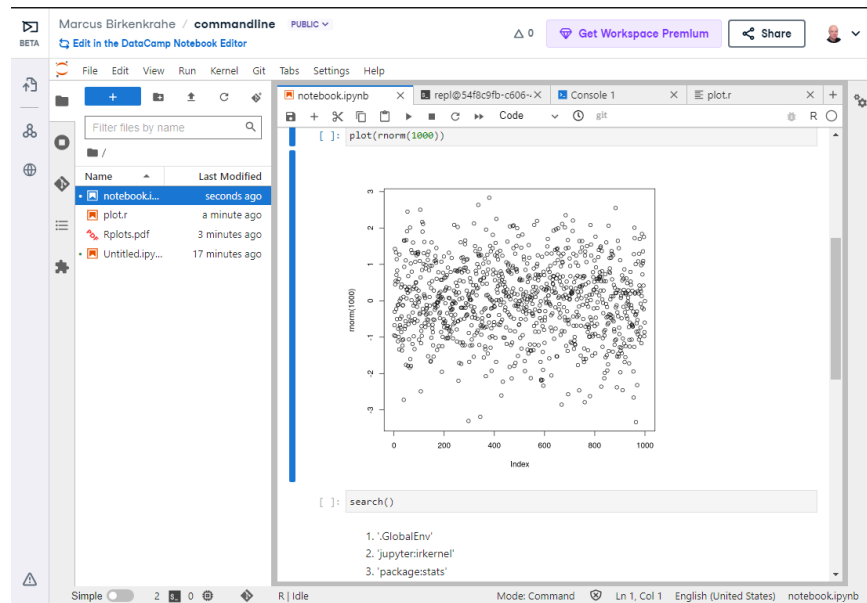 Marcus Birkenkrahe / commandline PUBLIC
BETA
Edit in the DataCamp Notebook Editor
0
Get Workspace Premium
Share
File Edit View Run Kernel Git Tabs Settings Help
+
Filter files by name
/
Name Last Modified
notebook.i... seconds ago
plot.r a minute ago
Rplots.pdf 3 minutes ago
Untitled.ipy... 17 minutes ago
notebook.ipynb
repl@54f8c9fb-c606-
Console 1
plot.r
Code
git
R
[ ]: plot(rnorm(1000))
rnorm(1000)
3
2
1
0
-1
-2
-3
0 200 400 600 800 1000
Index
[ ]: search()
1. '.GlobalEnv'
2. 'jupyter:irkernel'
3. 'package:stats'
Simple 2 0 R | Idle Mode: Command Ln 1, Col 1 English (United States) notebook.ipynb